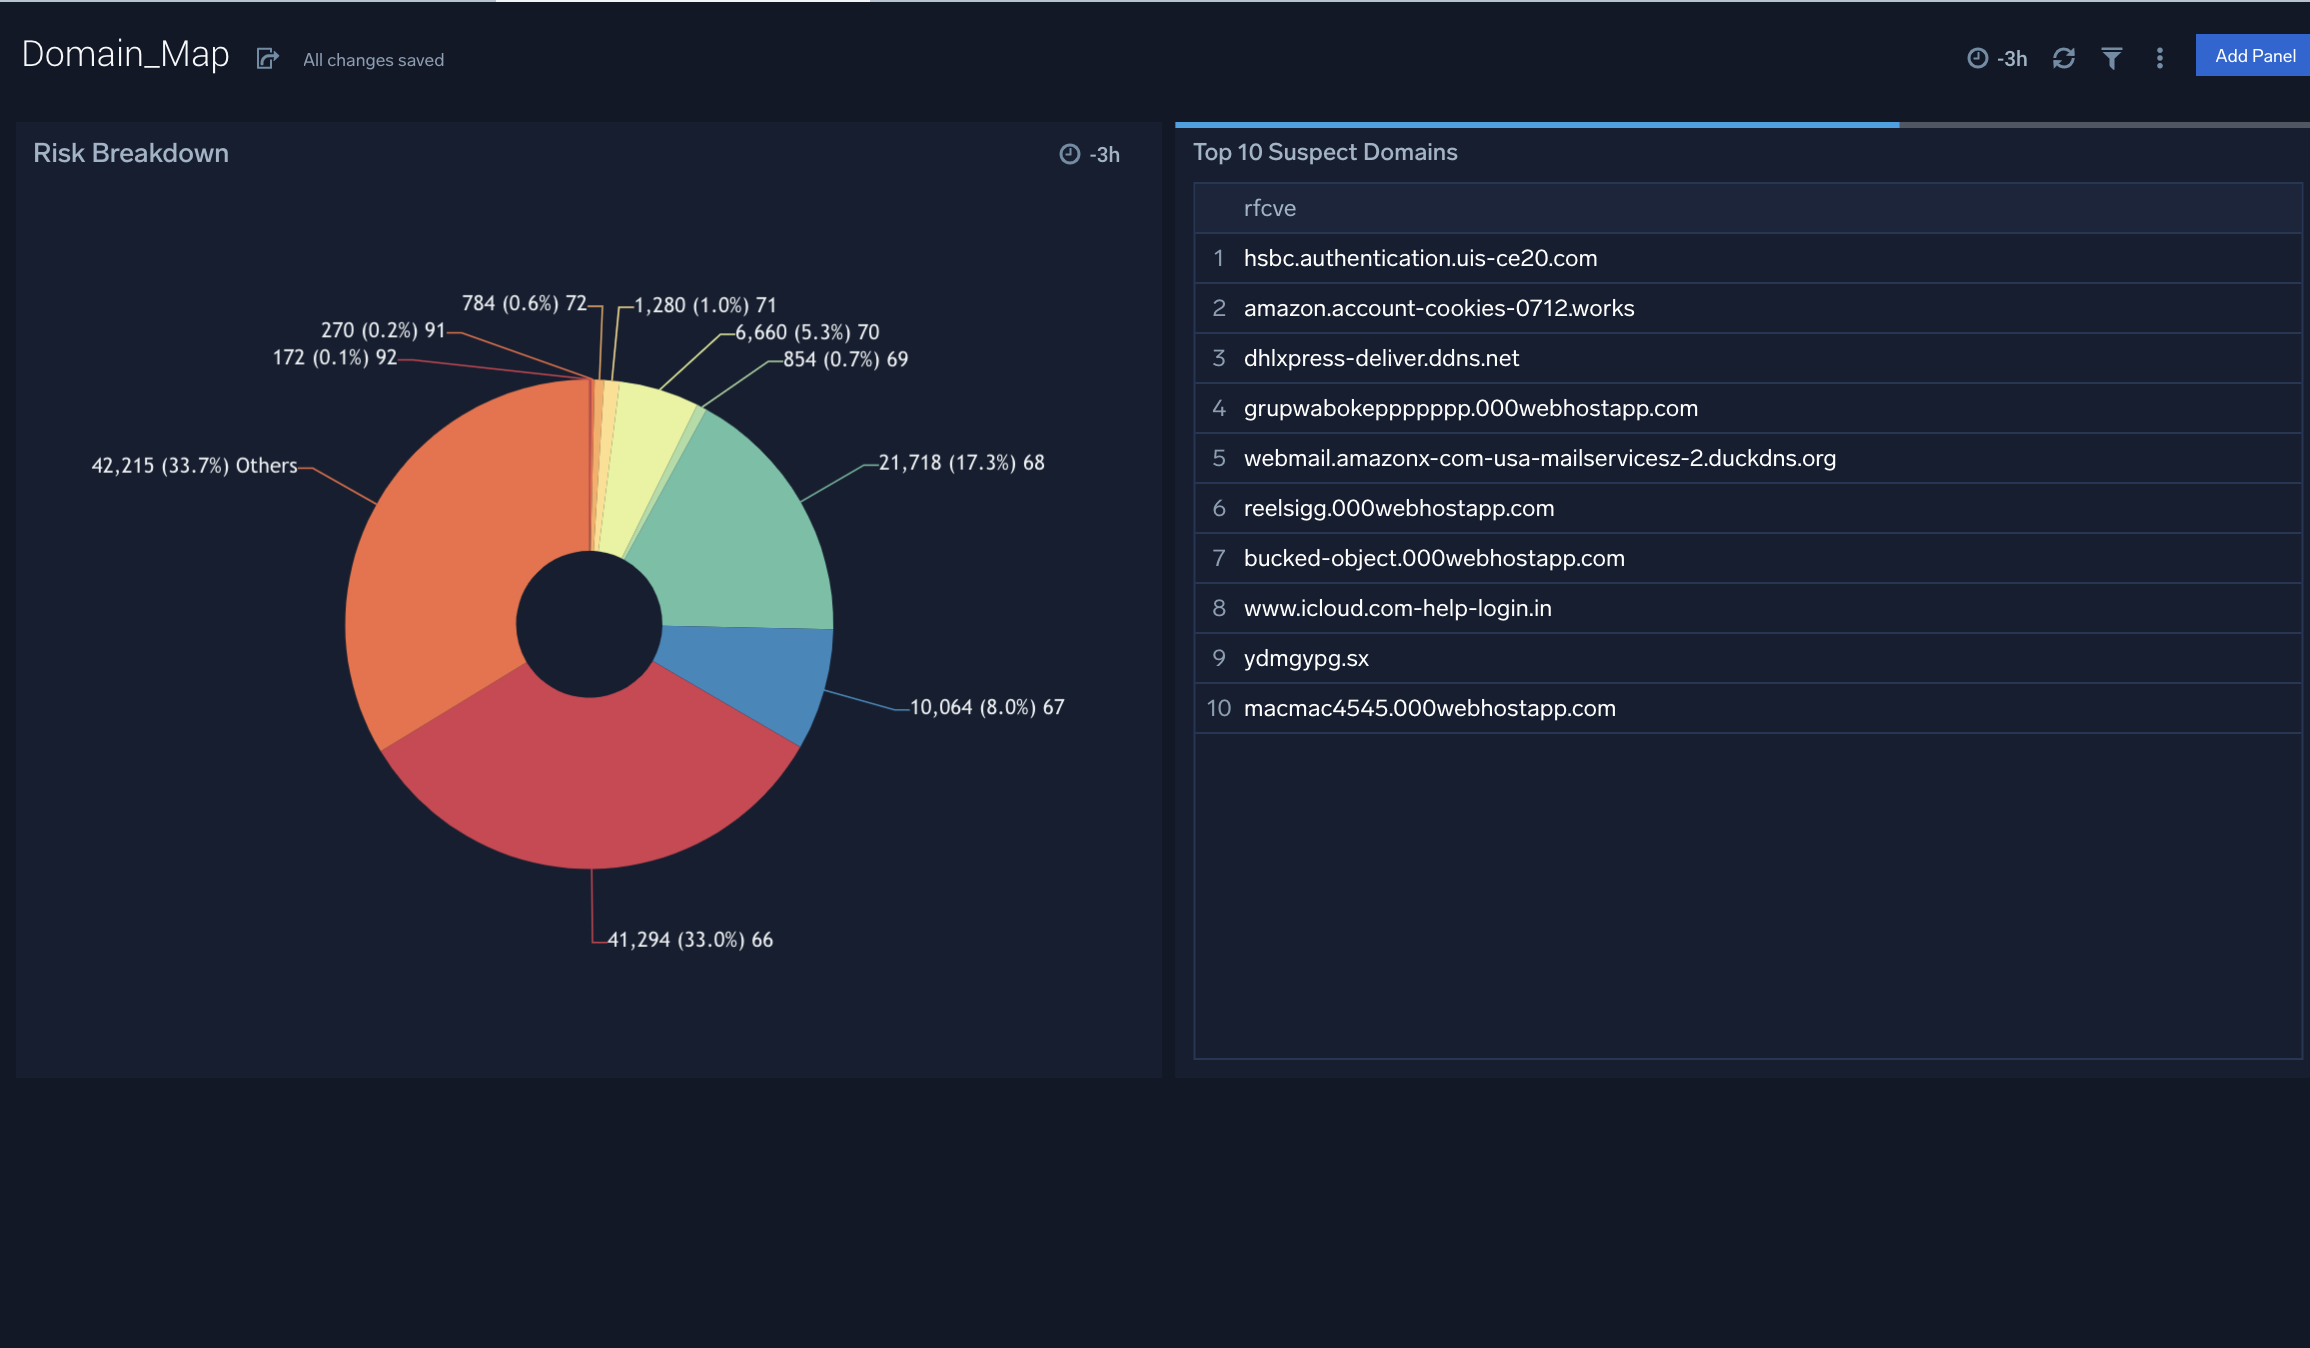 Domain_Map
All changes saved
-3h
Add Panel
Risk Breakdown
-3h
784 (0.6%) 72
1,280 (1.0%) 71
270 (0.2%) 91
6,660 (5.3%) 70
172 (0.1%) 92
854 (0.7%) 69
42,215 (33.7%) Others
21,718 (17.3%) 68
10,064 (8.0%) 67
41,294 (33.0%) 66
Top 10 Suspect Domains
rfcve
1 hsbc.authentication.uis-ce20.com
2 amazon.account-cookies-0712.works
3 dhlxpress-deliver.ddns.net
4 grupwabokeppppppp.000webhostapp.com
5 webmail.amazonx-com-usa-mailservicesz-2.duckdns.org
6 reelsigg.000webhostapp.com
7 bucked-object.000webhostapp.com
8 www.icloud.com-help-login.in
9 ydmgypg.sx
10 macmac4545.000webhostapp.com